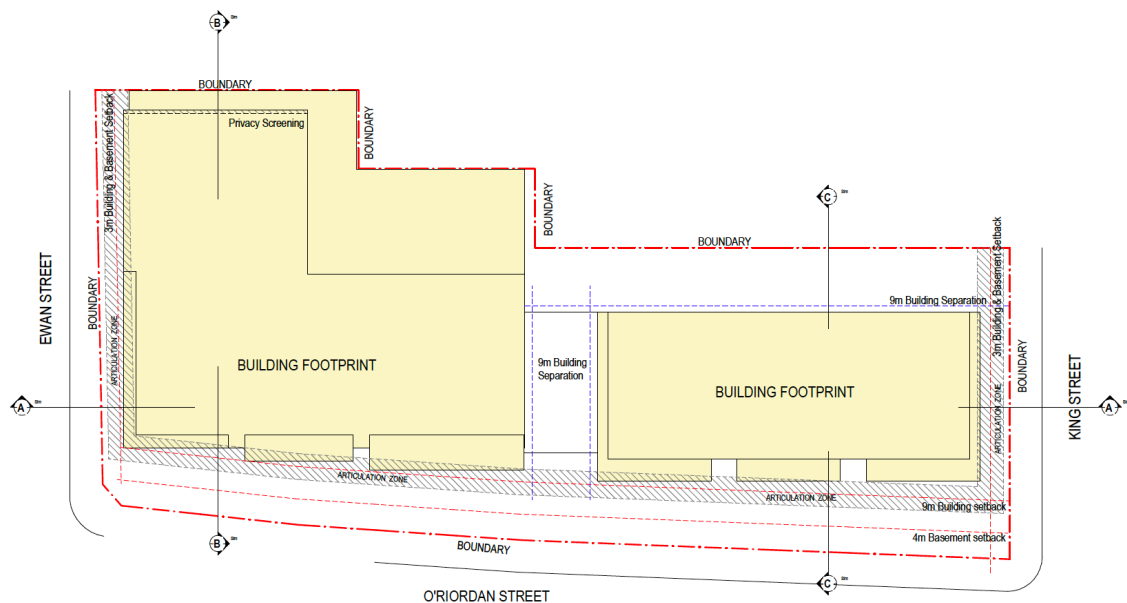 B
BOUNDARY
3m Building & Basement Setback
Privacy Screening
BOUNDARY
C
BOUNDARY
BOUNDARY
3m Building & Basement Setback
EWAN STREET
BOUNDARY
9m Building Separation
ARTICULATION ZONE
BUILDING FOOTPRINT
9m Building
Separation
BUILDING FOOTPRINT
BOUNDARY
KING STREET
A
A
ARTICULATION ZONE
ARTICULATION ZONE
ARTICULATION ZONE
9m Building setback
4m Basement setback
B
BOUNDARY
C
O'RIORDAN STREET